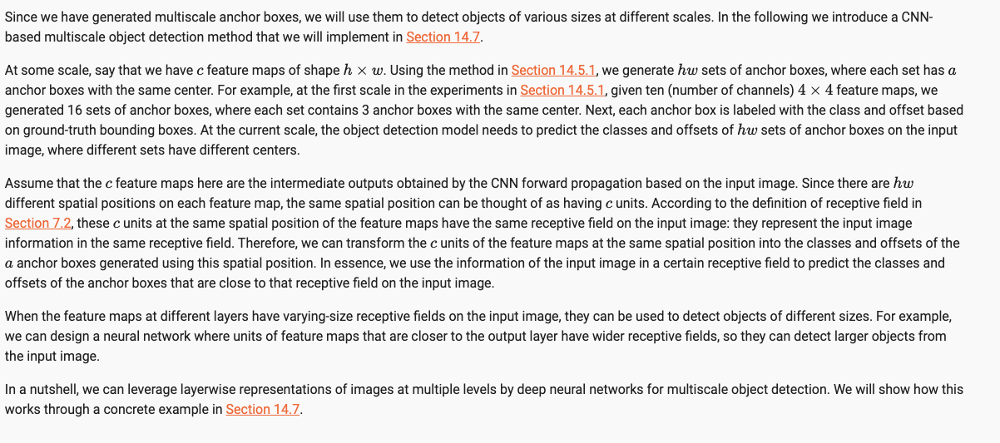 Since we have generated multiscale anchor boxes, we will use them to detect objects of various sizes at different scales. In the following we introduce a CNN-
based multiscale object detection method that we will implement in Section 14.7.
At some scale, say that we have c feature maps of shape h × w. Using the method in Section 14.5.1, we generate hw sets of anchor boxes, where each set has a
anchor boxes with the same center. For example, at the first scale in the experiments in Section 14.5.1, given ten (number of channels) 4 × 4 feature maps, we
generated 16 sets of anchor boxes, where each set contains 3 anchor boxes with the same center. Next, each anchor box is labeled with the class and offset based
on ground-truth bounding boxes. At the current scale, the object detection model needs to predict the classes and offsets of hw sets of anchor boxes on the input
image, where different sets have different centers.
Assume that the c feature maps here are the intermediate outputs obtained by the CNN forward propagation based on the input image. Since there are hw
different spatial positions on each feature map, the same spatial position can be thought of as having c units. According to the definition of receptive field in
Section 7.2, these c units at the same spatial position of the feature maps have the same receptive field on the input image: they represent the input image
information in the same receptive field. Therefore, we can transform the c units of the feature maps at the same spatial position into the classes and offsets of the
a anchor boxes generated using this spatial position. In essence, we use the information of the input image in a certain receptive field to predict the classes and
offsets of the anchor boxes that are close to that receptive field on the input image.
When the feature maps at different layers have varying-size receptive fields on the input image, they can be used to detect objects of different sizes. For example,
we can design a neural network where units of feature maps that are closer to the output layer have wider receptive fields, so they can detect larger objects from
the input image.
In a nutshell, we can leverage layerwise representations of images at multiple levels by deep neural networks for multiscale object detection. We will show how this
works through a concrete example in Section 14.7.